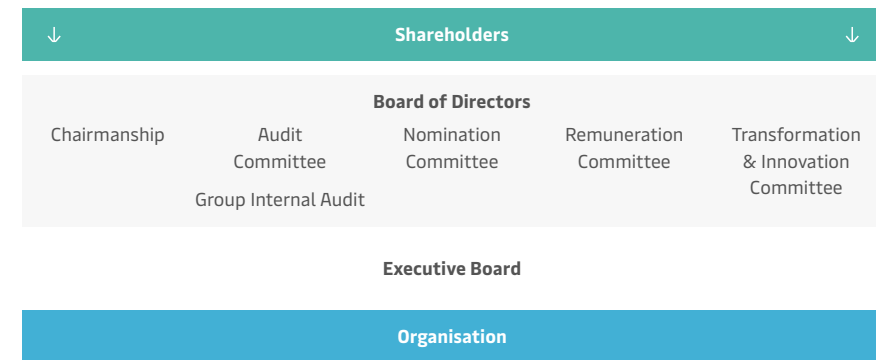 ↓ Shareholders ↓
Board of Directors
Chairmanship
Audit
Committee
Group Internal Audit
Nomination
Committee
Remuneration
Committee
Transformation
& Innovation
Committee
Executive Board
Organisation